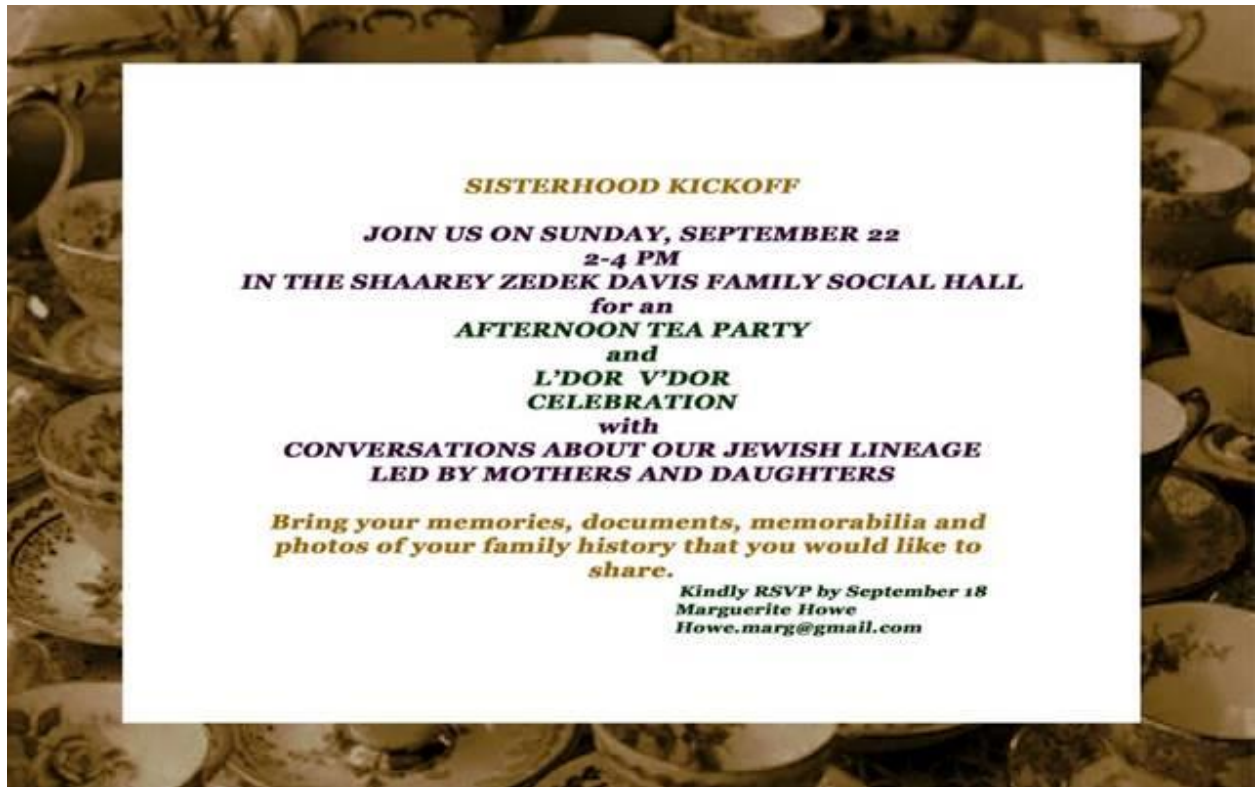 SISTERHOOD KICKOFF
JOIN US ON SUNDAY, SEPTEMBER 22
2-4 PM
IN THE SHAAREY ZEDEK DAVIS FAMILY SOCIAL HALL
for an
AFTERNOON TEA PARTY
and
L'DOR V'DOR
CELEBRATION
with
CONVERSATIONS ABOUT OUR JEWISH LINEAGE
LED BY MOTHERS AND DAUGHTERS
Bring your memories, documents, memorabilia and
photos of your family history that you would like to
share.
Kindly RSVP by September 18
Marguerite Howe
Howe.marg@gmail.com